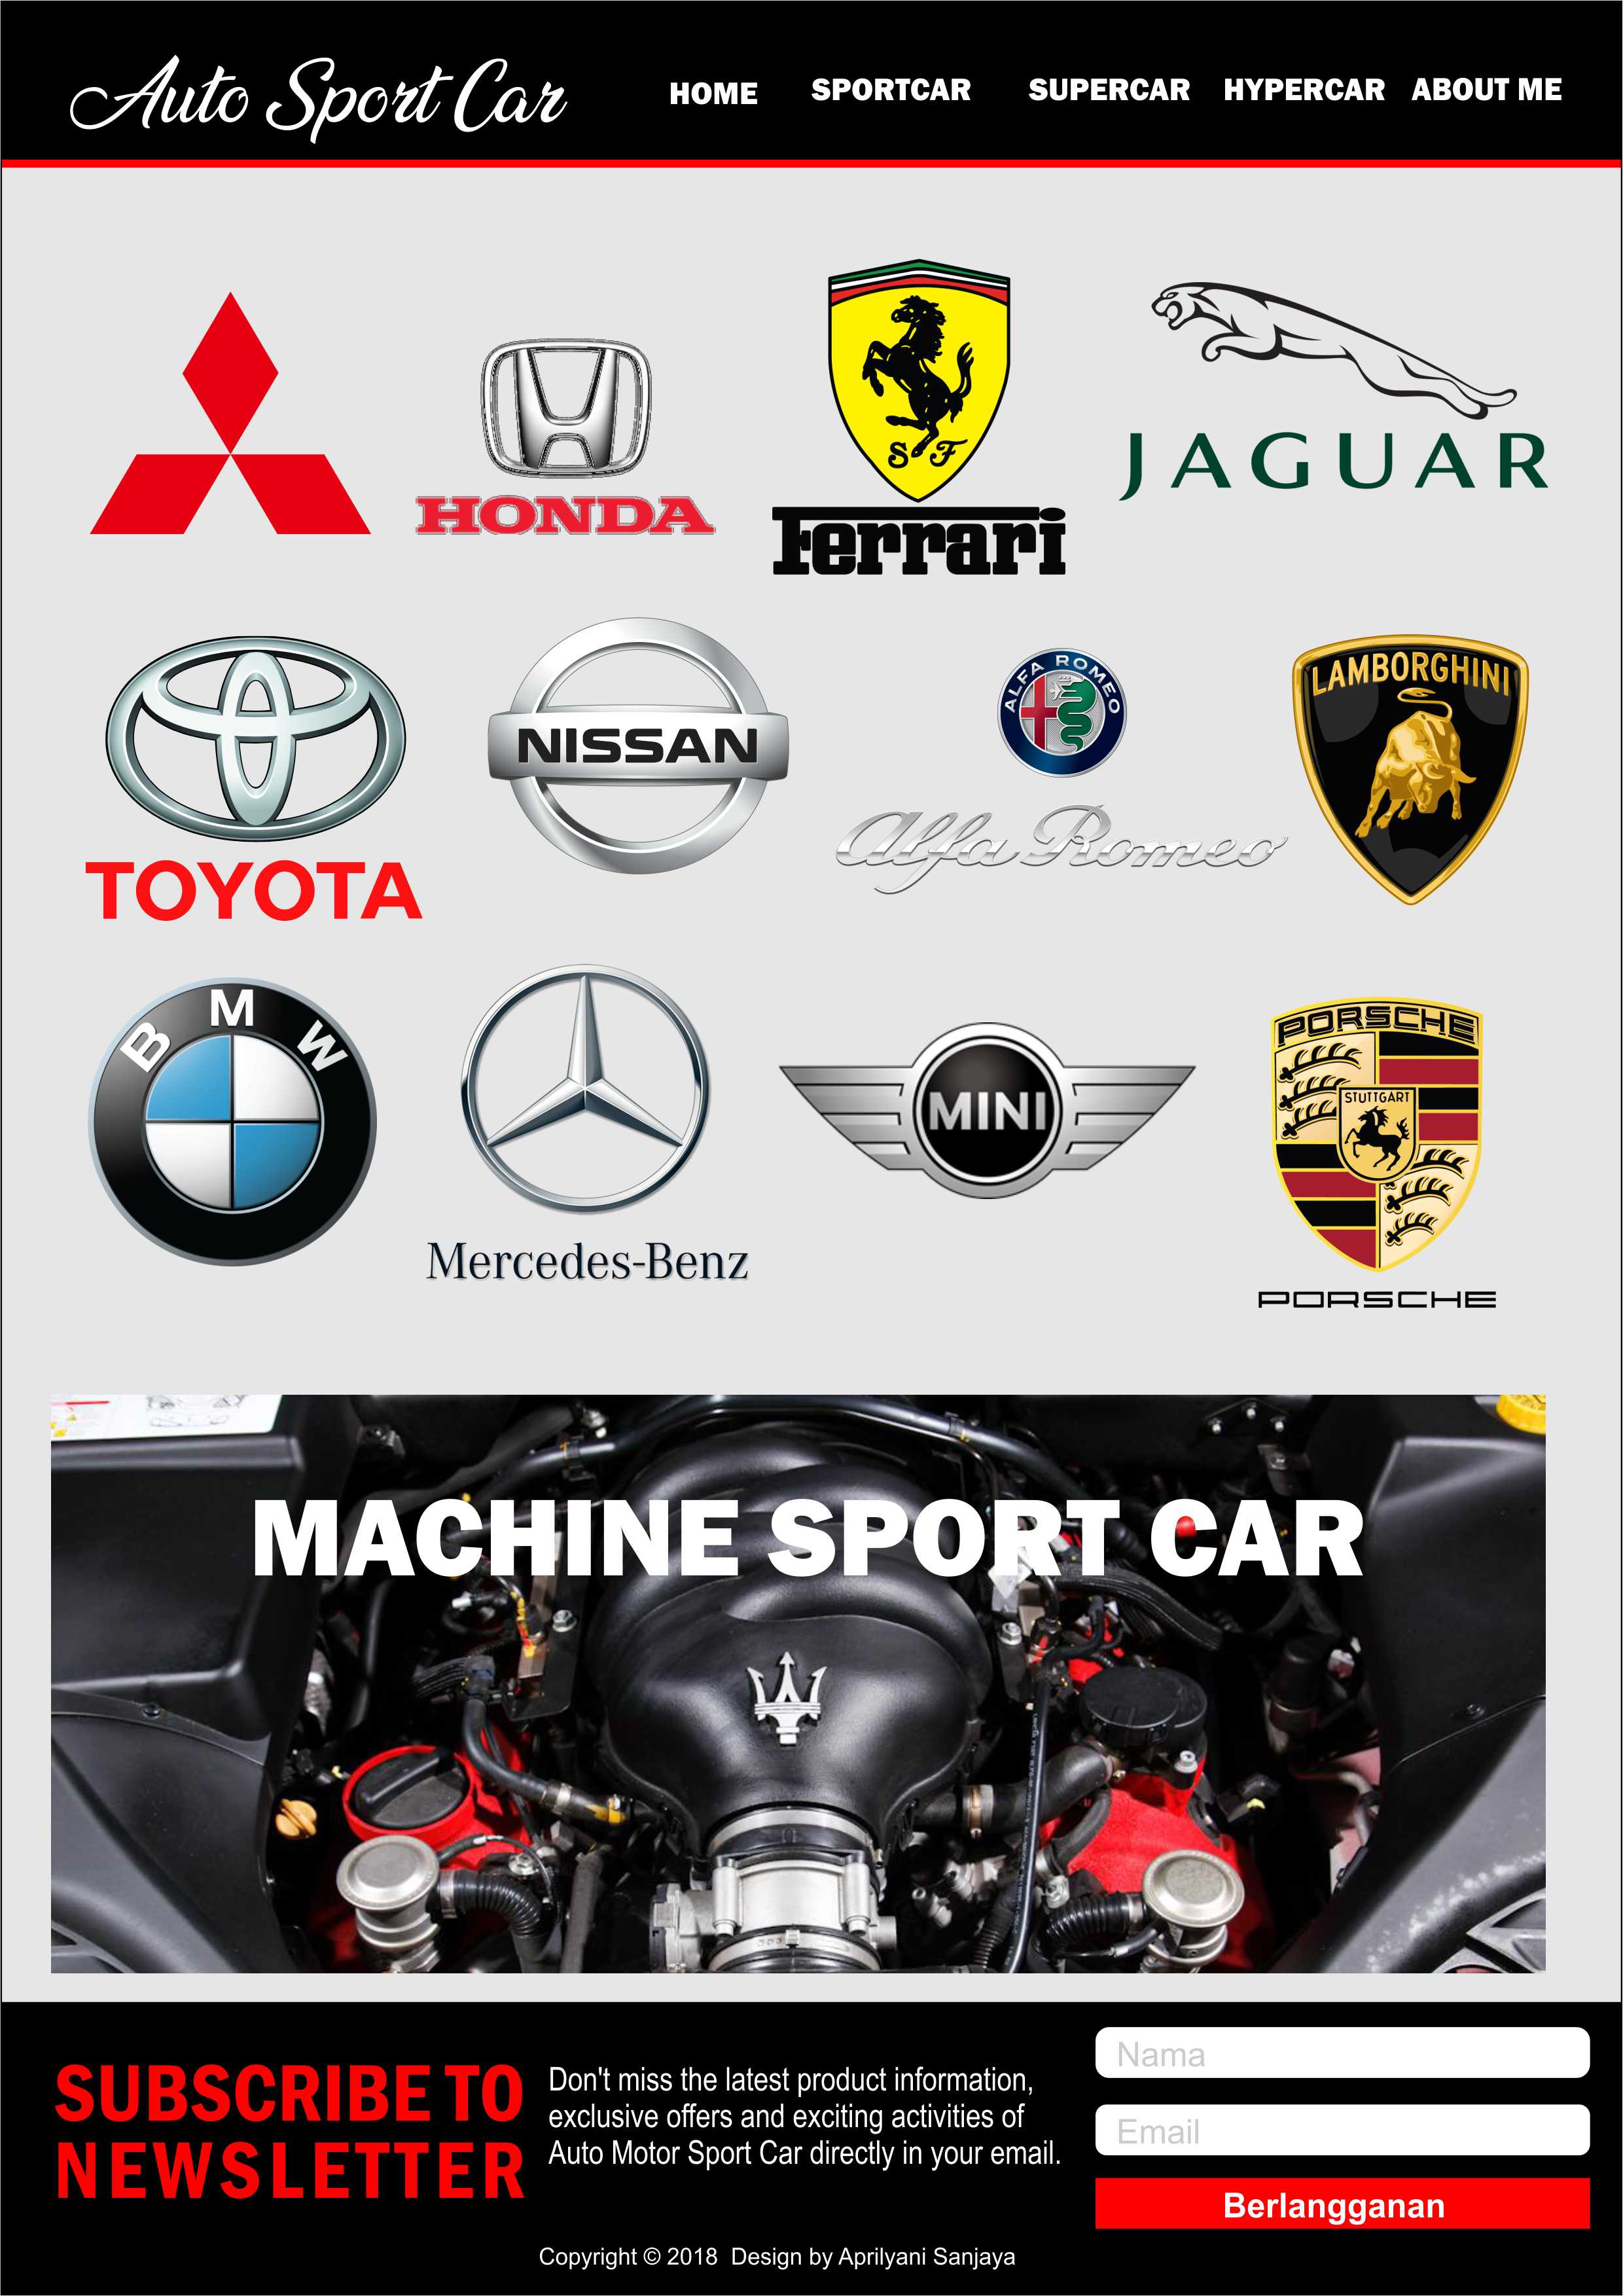 Auto Sport Car
HOME SPORTCAR SUPERCAR HYPERCAR ABOUT ME
HONDA
S F
Ferrari
JAGUAR
TOYOTA
NISSAN
ALFA ROMEO
Alfa Romeo
LAMBORGHINI
B M W
Mercedes-Benz
MINI
PORSCHE
STUTTGART
PORSCHE
MACHINE SPORT CAR
SUBSCRIBE TO
NEWSLETTER
Don't miss the latest product information,
exclusive offers and exciting activities of
Auto Motor Sport Car directly in your email.
Nama
Email
Berlangganan
Copyright © 2018 Design by Aprilyani Sanjaya